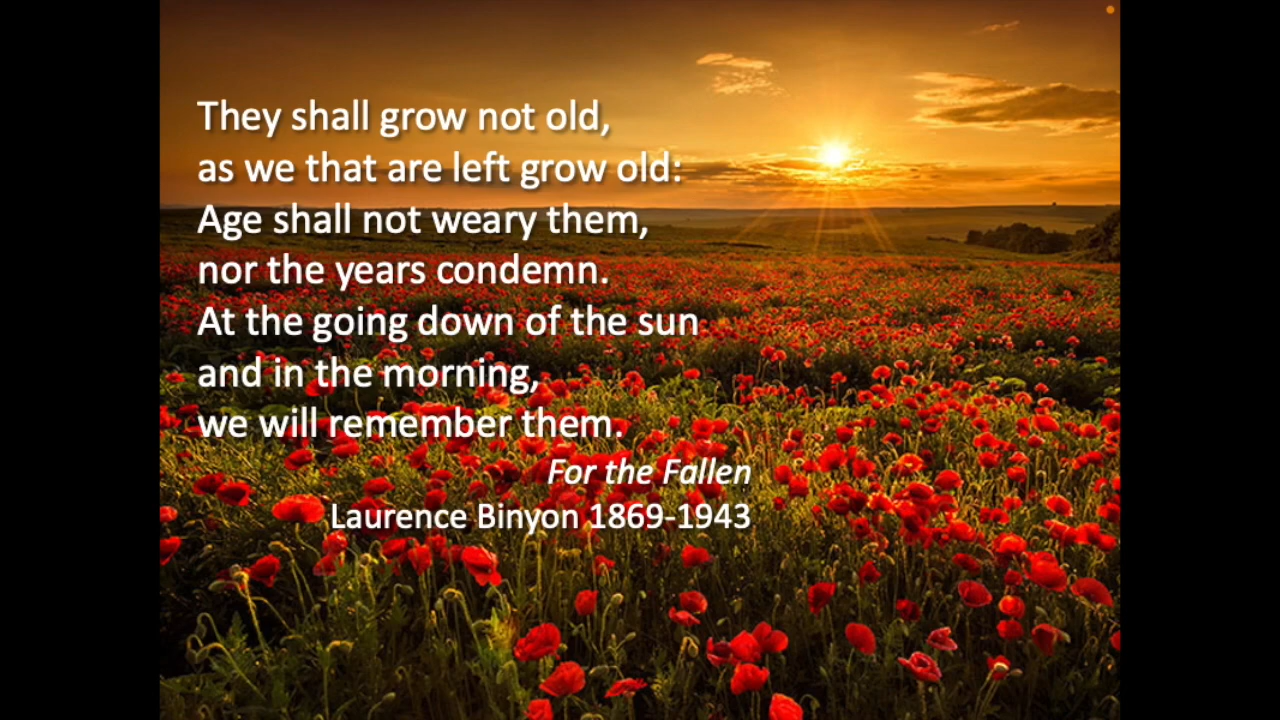 They shall grow not old,
as we that are left grow old:
Age shall not weary them,
nor the years condemn.
At the going down of the sun
and in the morning,
we will remember them.
For the Fallen
Laurence Binyon 1869-1943